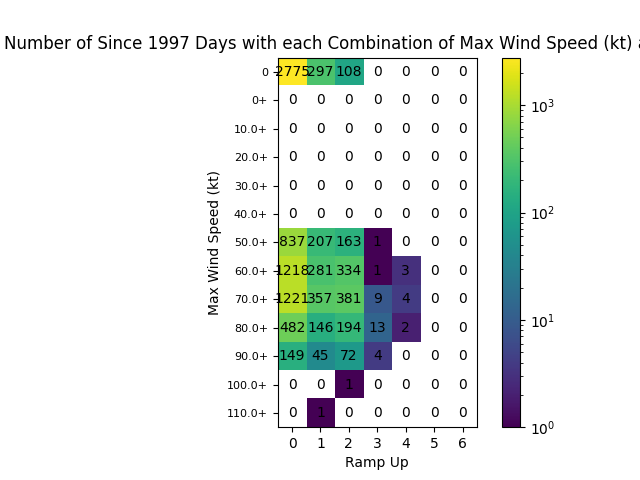 Number of Since 1997 Days with each Combination of Max Wind Speed (kt) a
Max Wind Speed (kt)
0 2775 297 108 0 0 0 0
0+ 0 0 0 0 0 0 0
10.0+ 0 0 0 0 0 0 0
20.0+ 0 0 0 0 0 0 0
30.0+ 0 0 0 0 0 0 0
40.0+ 0 0 0 0 0 0 0
50.0+ 837 207 163 1 0 0 0
60.0+ 1218 281 334 1 3 0 0
70.0+ 1221 357 381 9 4 0 0
80.0+ 482 146 194 13 2 0 0
90.0+ 149 45 72 4 0 0 0
100.0+ 0 0 1 0 0 0 0
110.0+ 0 1 0 0 0 0 0
0 1 2 3 4 5 6
Ramp Up
10³
10²
10¹
10⁰